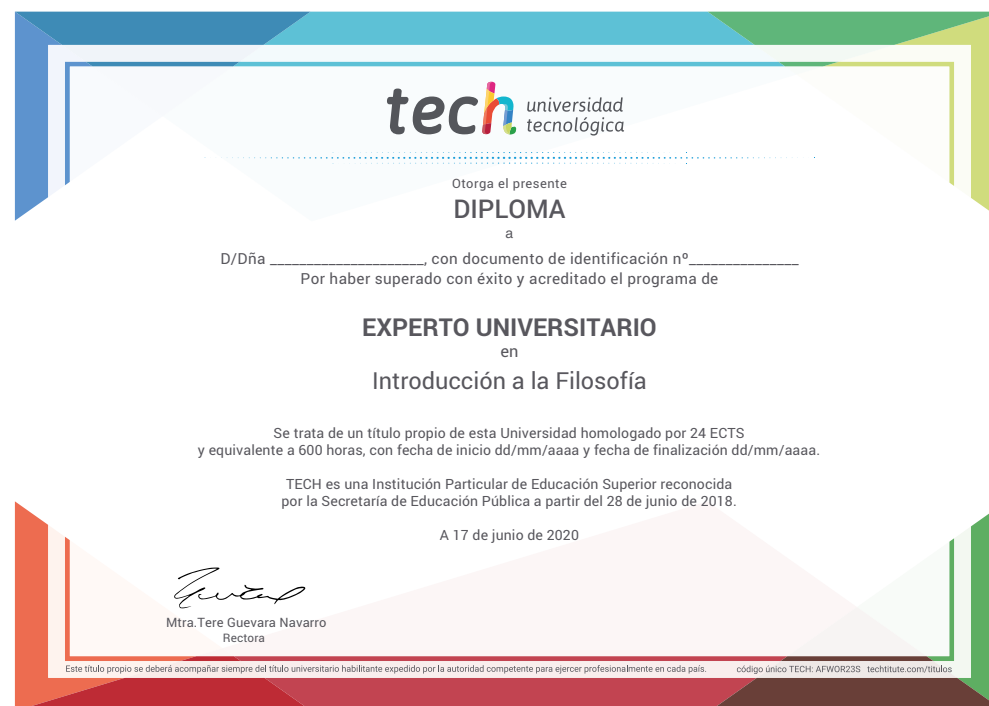 tech universidad
tecnológica
Otorga el presente
DIPLOMA
a
D/Dña ______________________, con documento de identificación nº_______________
Por haber superado con éxito y acreditado el programa de
EXPERTO UNIVERSITARIO
en
Introducción a la Filosofía
Se trata de un título propio de esta Universidad homologado por 24 ECTS
y equivalente a 600 horas, con fecha de inicio dd/mm/aaaa y fecha de finalización dd/mm/aaaa.
TECH es una Institución Particular de Educación Superior reconocida
por la Secretaría de Educación Pública a partir del 28 de junio de 2018.
A 17 de junio de 2020
Mtra.Tere Guevara Navarro
Rectora
Este título propio se deberá acompañar siempre del título universitario habilitante expedido por la autoridad competente para ejercer profesionalmente en cada país. código único TECH: AFWOR23S techtitute.com/titulos